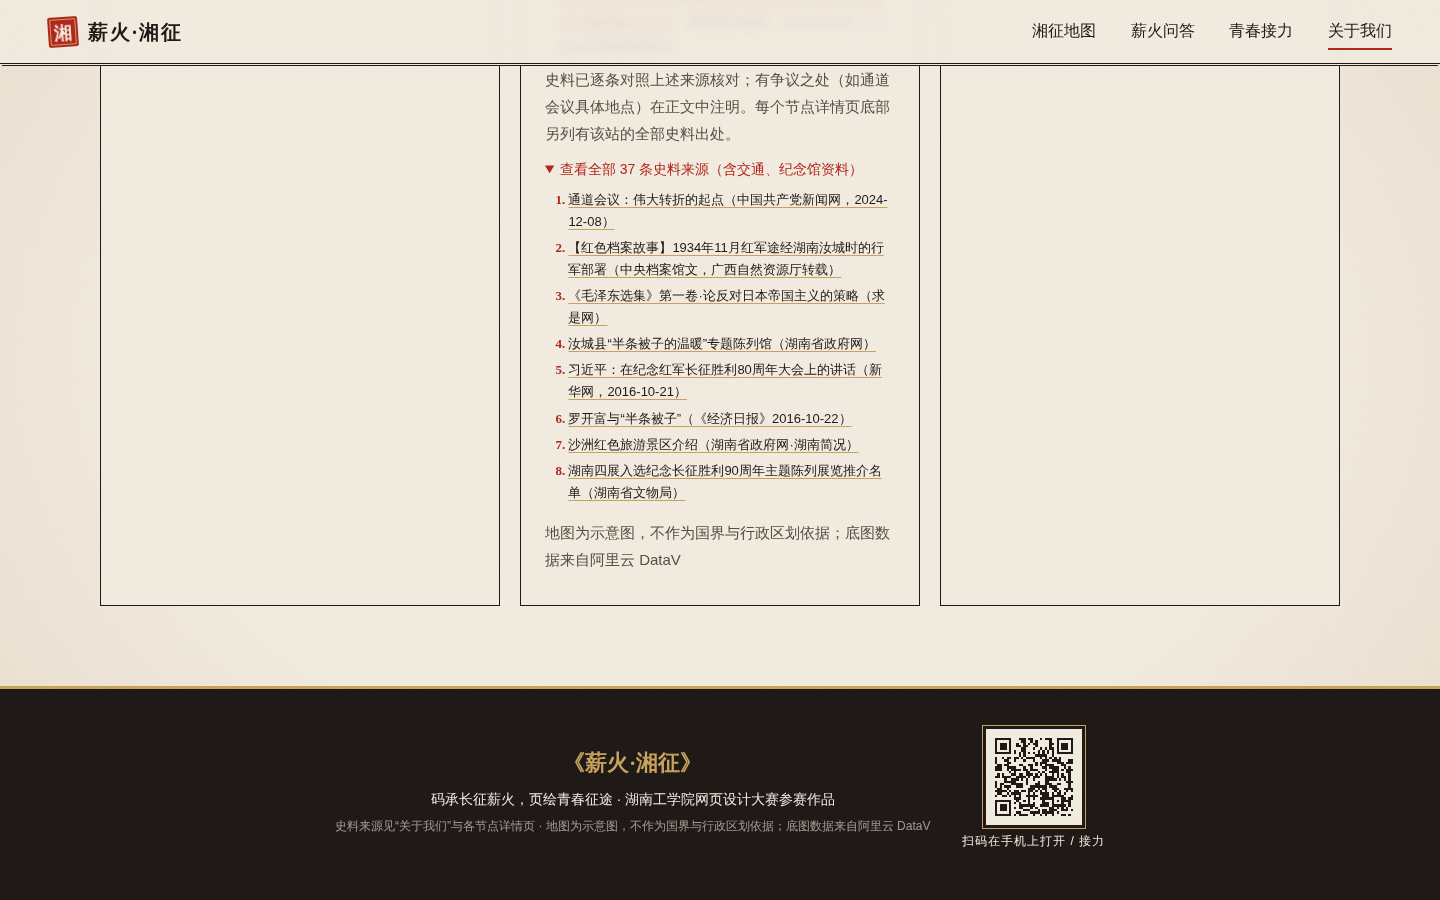 湘
薪火·湘征
湘征地图
薪火问答
青春接力
关于我们
史料已逐条对照上述来源核对；有争议之处（如通道
会议具体地点）在正文中注明。每个节点详情页底部
另列有该站的全部史料出处。
▼ 查看全部 37 条史料来源（含交通、纪念馆资料）
1. 通道会议：伟大转折的起点（中国共产党新闻网，2024-
12-08）
2. 【红色档案故事】1934年11月红军途经湖南汝城时的行
军部署（中央档案馆文，广西自然资源厅转载）
3. 《毛泽东选集》第一卷·论反对日本帝国主义的策略（求
是网）
4. 汝城县“半条被子的温暖”专题陈列馆（湖南省政府网）
5. 习近平：在纪念红军长征胜利80周年大会上的讲话（新
华网，2016-10-21）
6. 罗开富与“半条被子”（《经济日报》2016-10-22）
7. 沙洲红色旅游景区介绍（湖南省政府网·湖南简况）
8. 湖南四展入选纪念长征胜利90周年主题陈列展览推介名
单（湖南省文物局）
地图为示意图，不作为国界与行政区划依据；底图数
据来自阿里云 DataV
《薪火·湘征》
码承长征薪火，页绘青春征途 · 湖南工学院网页设计大赛参赛作品
史料来源见“关于我们”与各节点详情页 · 地图为示意图，不作为国界与行政区划依据；底图数据来自阿里云 DataV
扫码在手机上打开 / 接力